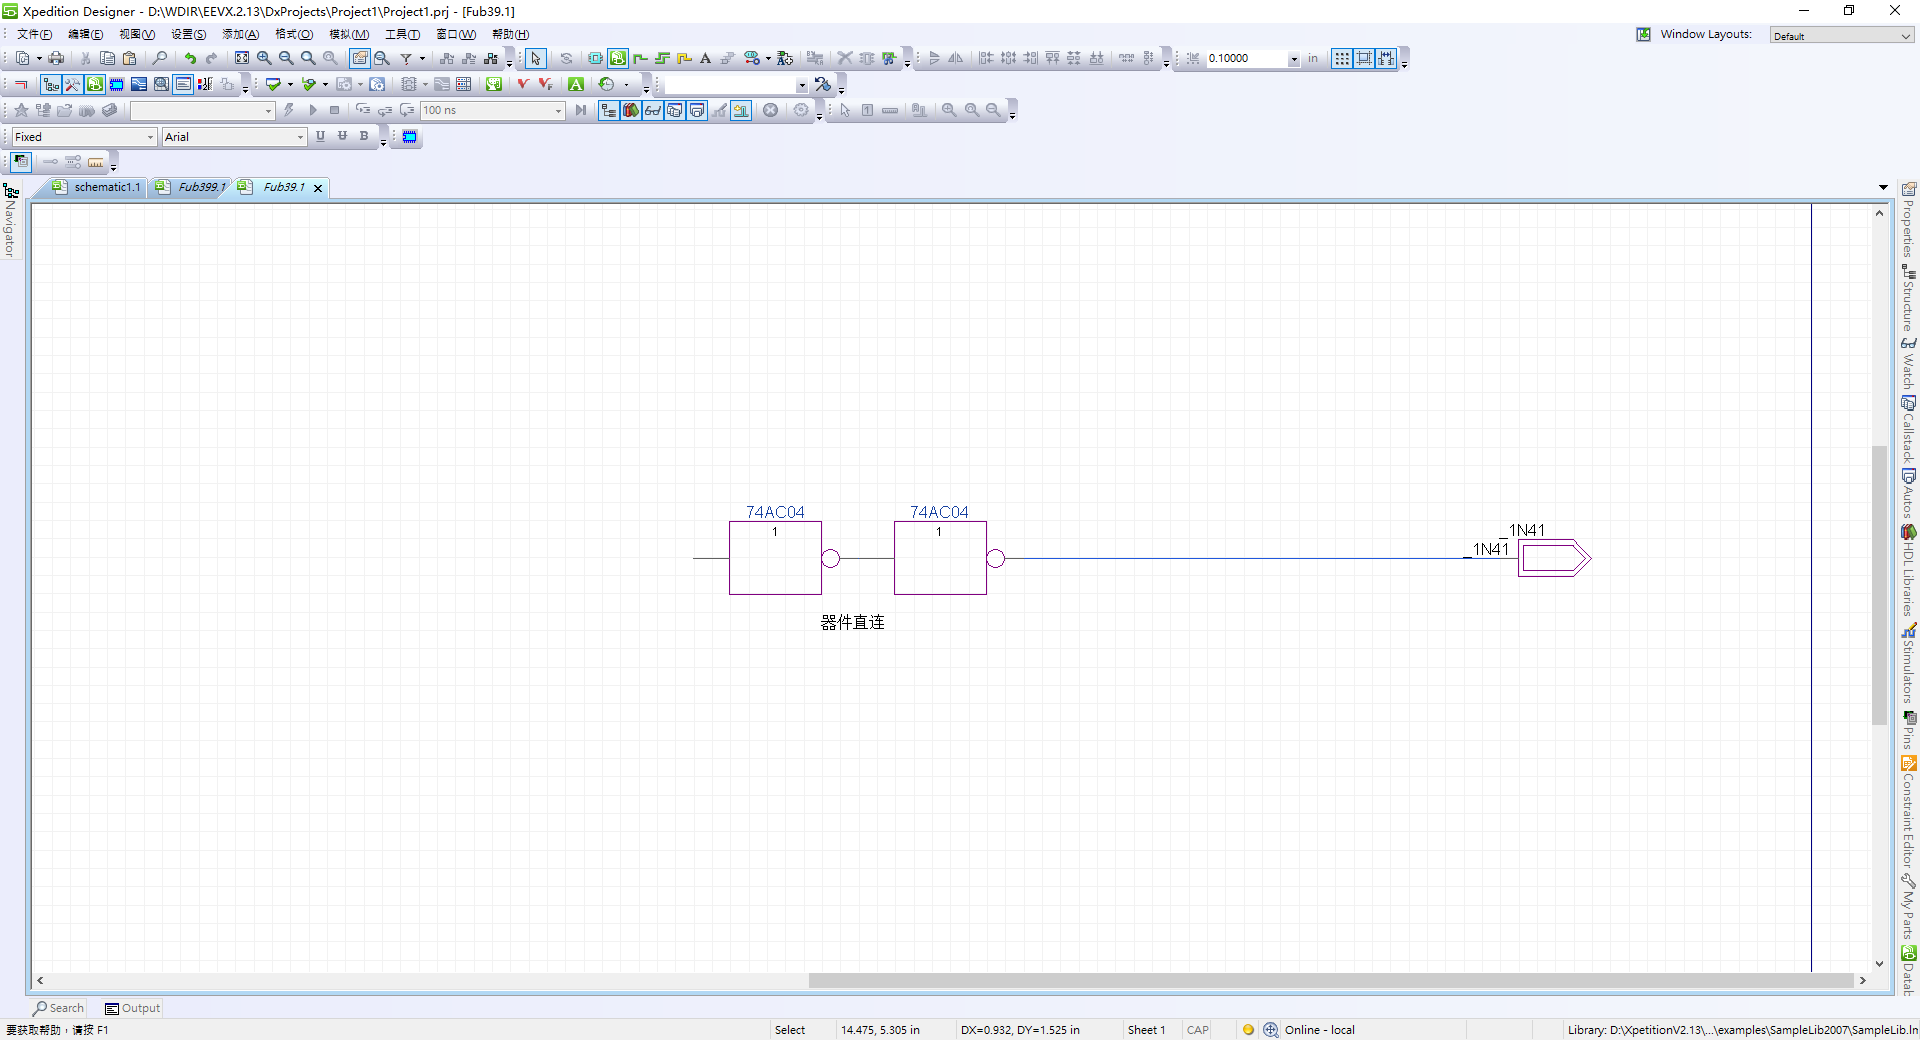 Xpedition Designer - D:\WDIR\EEVX.2.13\DxProjects\Project1\Project1.prj - [Fub39.1]
文件(F) 编辑(E) 视图(V) 设置(S) 添加(A) 格式(O) 模拟(M) 工具(T) 窗口(W) 帮助(H)
Window Layouts: Default
0.10000 in
100 ns
Fixed Arial U U B
schematic1.1 Fub399.1 Fub39.1
Navigator
74AC04 74AC04
1 1
_1N41
_1N41
器件直连
Properties
Structure
Watch
Callstack
Autos
HDL Libraries
Stimulators
Pins
Constraint Editor
My Parts
Datab
Search Output
要获取帮助，请按 F1 Select 14.475, 5.305 in DX=0.932, DY=1.525 in Sheet 1 CAP Online - local Library: D:\XpetitionV2.13\...\examples\SampleLib2007\SampleLib.ln